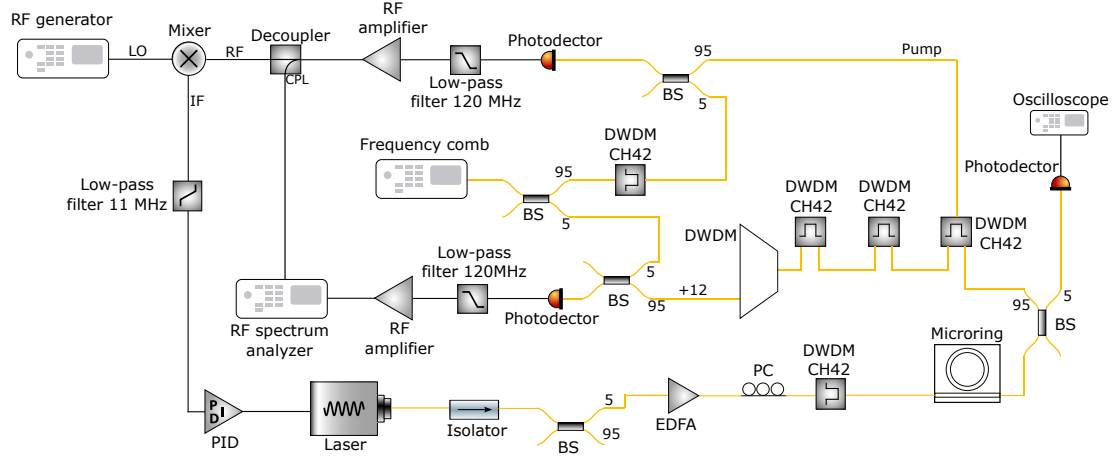 RF generator
Mixer
LO
RF
IF
Decoupler
CPL
RF
amplifier
Low-pass
filter 120 MHz
Photodector
95
5
BS
Pump
Oscilloscope
Photodector
Frequency comb
95
5
BS
DWDM
CH42
Low-pass
filter 11 MHz
DWDM
DWDM
CH42
DWDM
CH42
DWDM
CH42
RF spectrum
analyzer
RF
amplifier
Low-pass
filter 120MHz
Photodector
5
95
BS
+12
95
5
BS
P
I
D
PID
Laser
Isolator
5
95
BS
EDFA
PC
DWDM
CH42
Microring